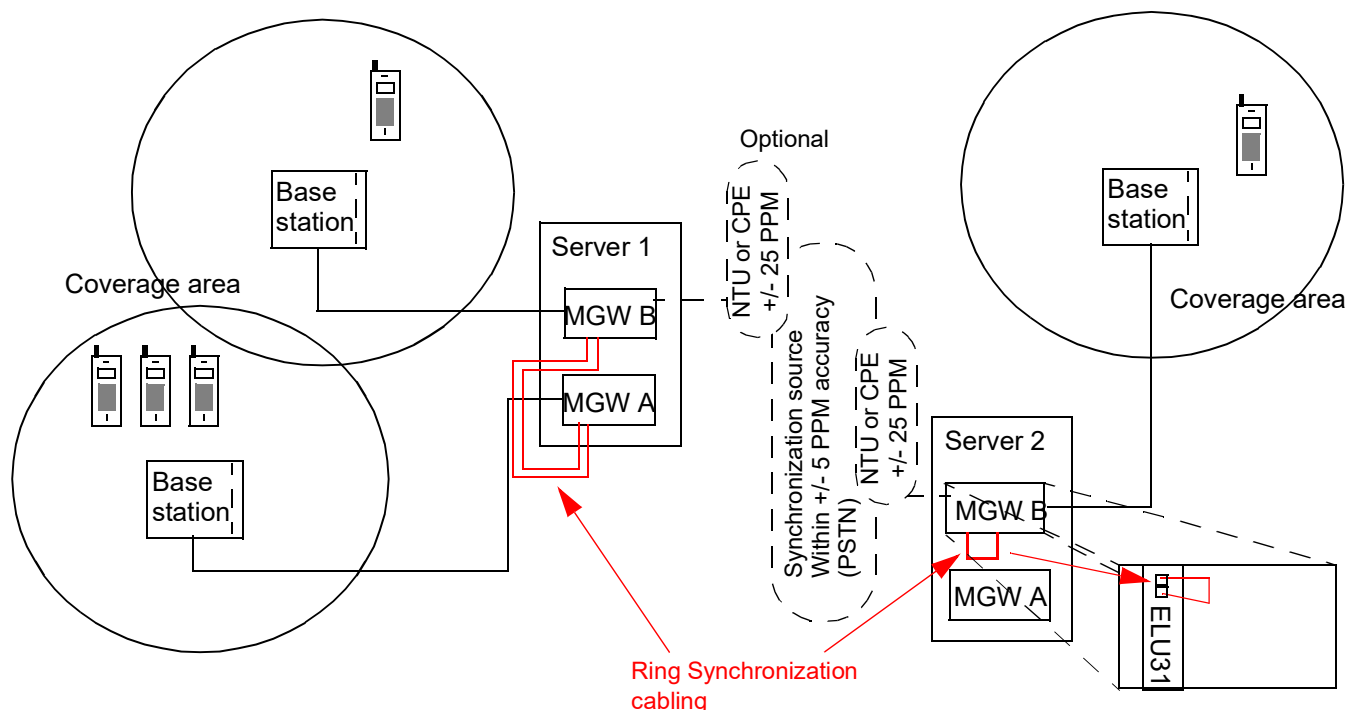 Optional
Base
station
Server 1
MGW B
MGW A
NTU or CPE
+/- 25 PPM
Coverage area
Base
station
Synchronization source
Within +/- 5 PPM accuracy
(PSTN)
NTU or CPE
+/- 25 PPM
Base
station
Coverage area
Server 2
MGW B
MGW A
ELU31
Ring Synchronization
cabling